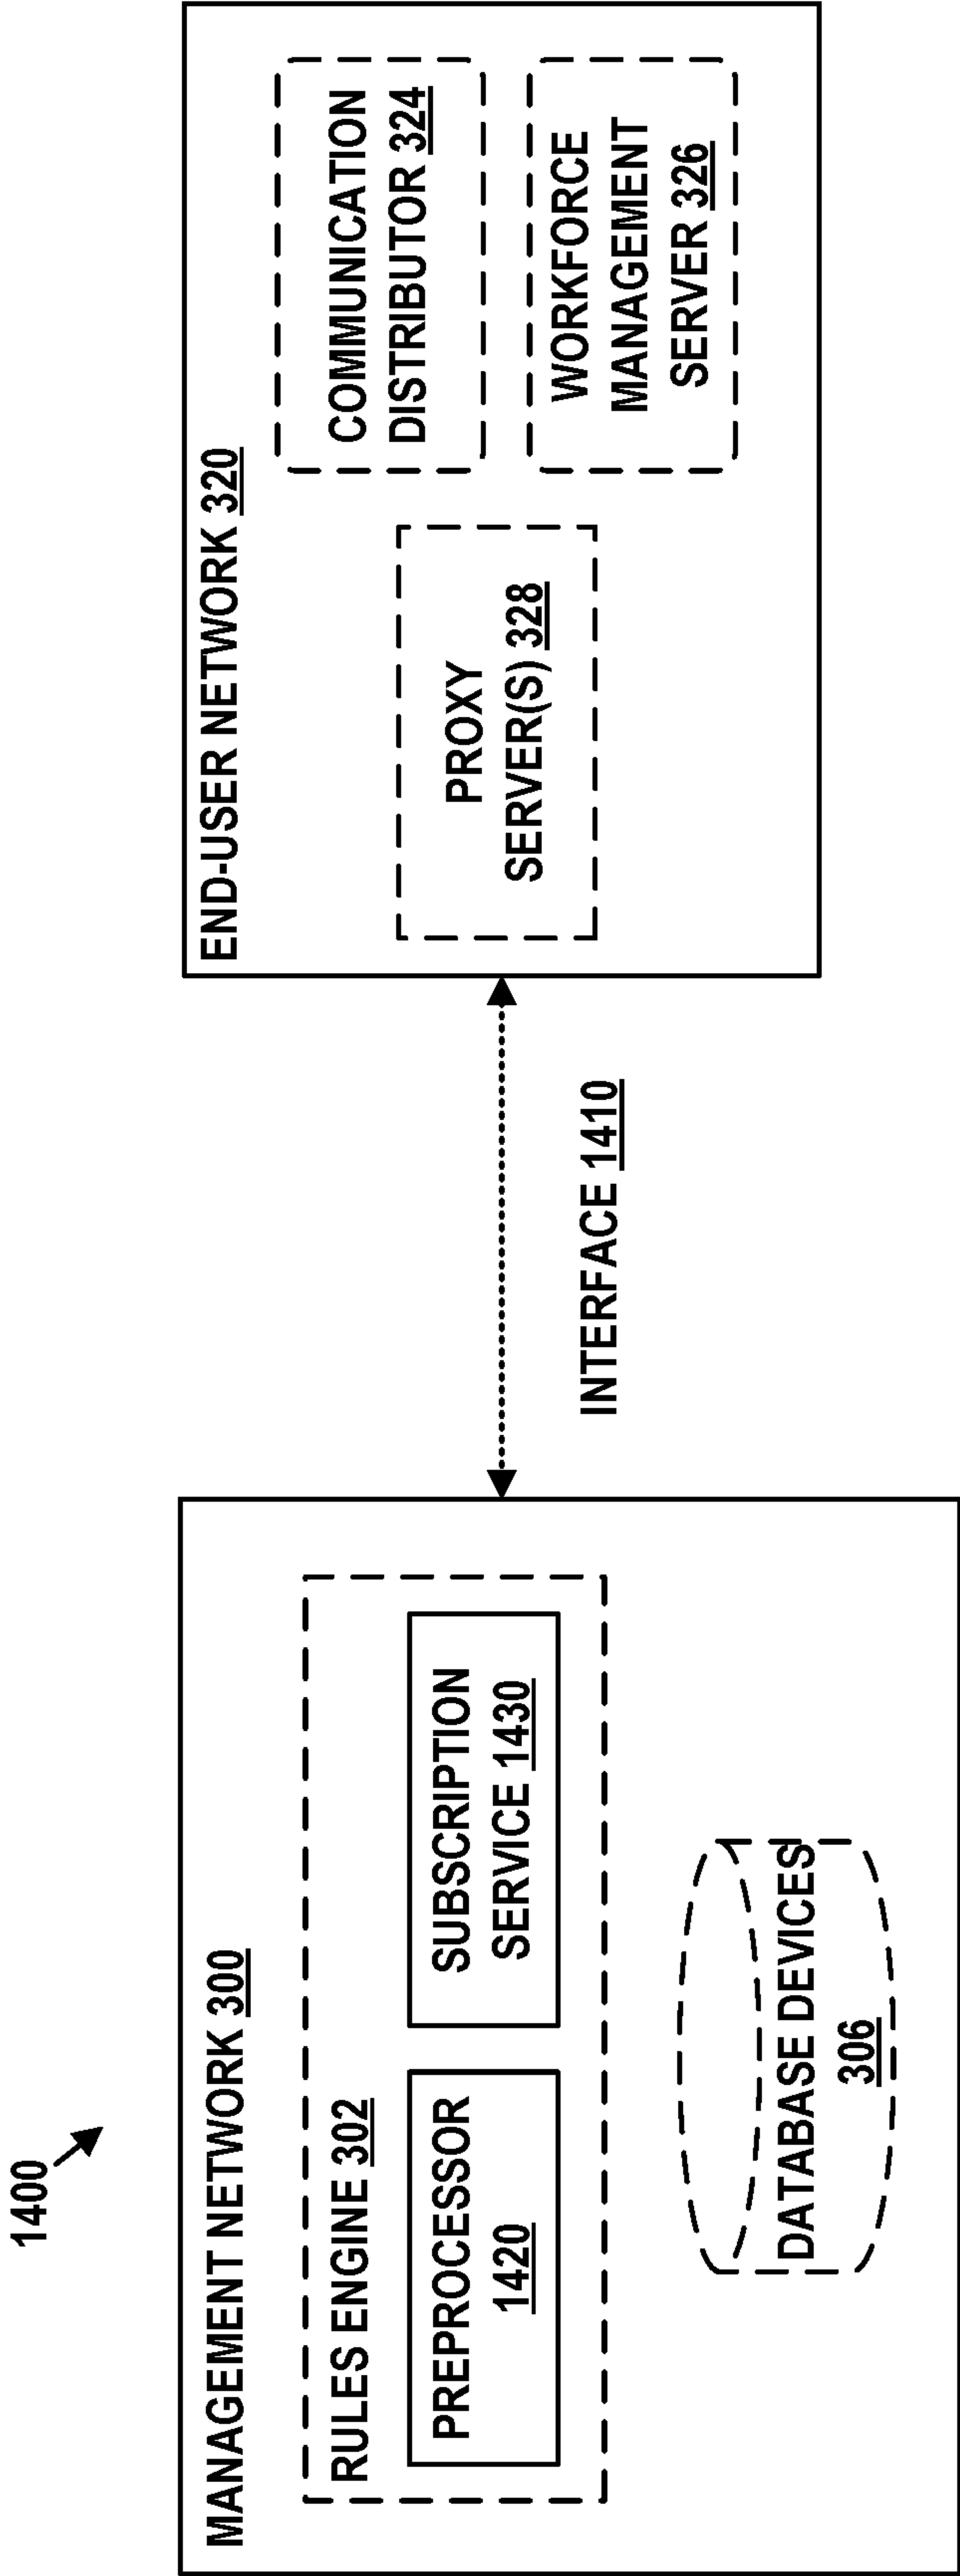 1400
MANAGEMENT NETWORK 300
RULES ENGINE 302
PREPROCESSOR
1420
SUBSCRIPTION
SERVICE 1430
DATABASE DEVICES
306
INTERFACE 1410
END-USER NETWORK 320
PROXY
SERVER(S) 328
COMMUNICATION
DISTRIBUTOR 324
WORKFORCE
MANAGEMENT
SERVER 326